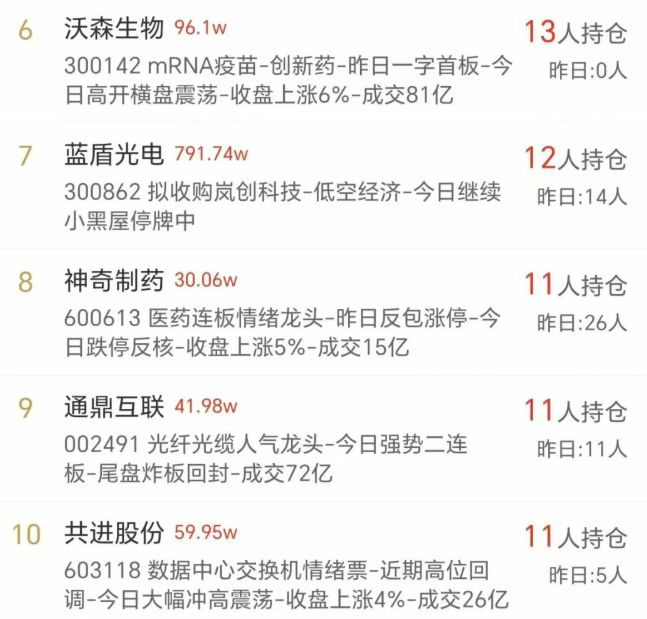 6 沃森生物 96.1w 13人持仓
300142 mRNA疫苗-创新药-昨日一字首板-今 昨日:0人
日高开横盘震荡-收盘上涨6%-成交81亿
7 蓝盾光电 791.74w 12人持仓
300862 拟收购岚创科技-低空经济-今日继续 昨日:14人
小黑屋停牌中
8 神奇制药 30.06w 11人持仓
600613 医药连板情绪龙头-昨日反包涨停-今 昨日:26人
日跌停反核-收盘上涨5%-成交15亿
9 通鼎互联 41.98w 11人持仓
002491 光纤光缆人气龙头-今日强势二连 昨日:11人
板-尾盘炸板回封-成交72亿
10 共进股份 59.95w 11人持仓
603118 数据中心交换机情绪票-近期高位回 昨日:5人
调-今日大幅冲高震荡-收盘上涨4%-成交26亿